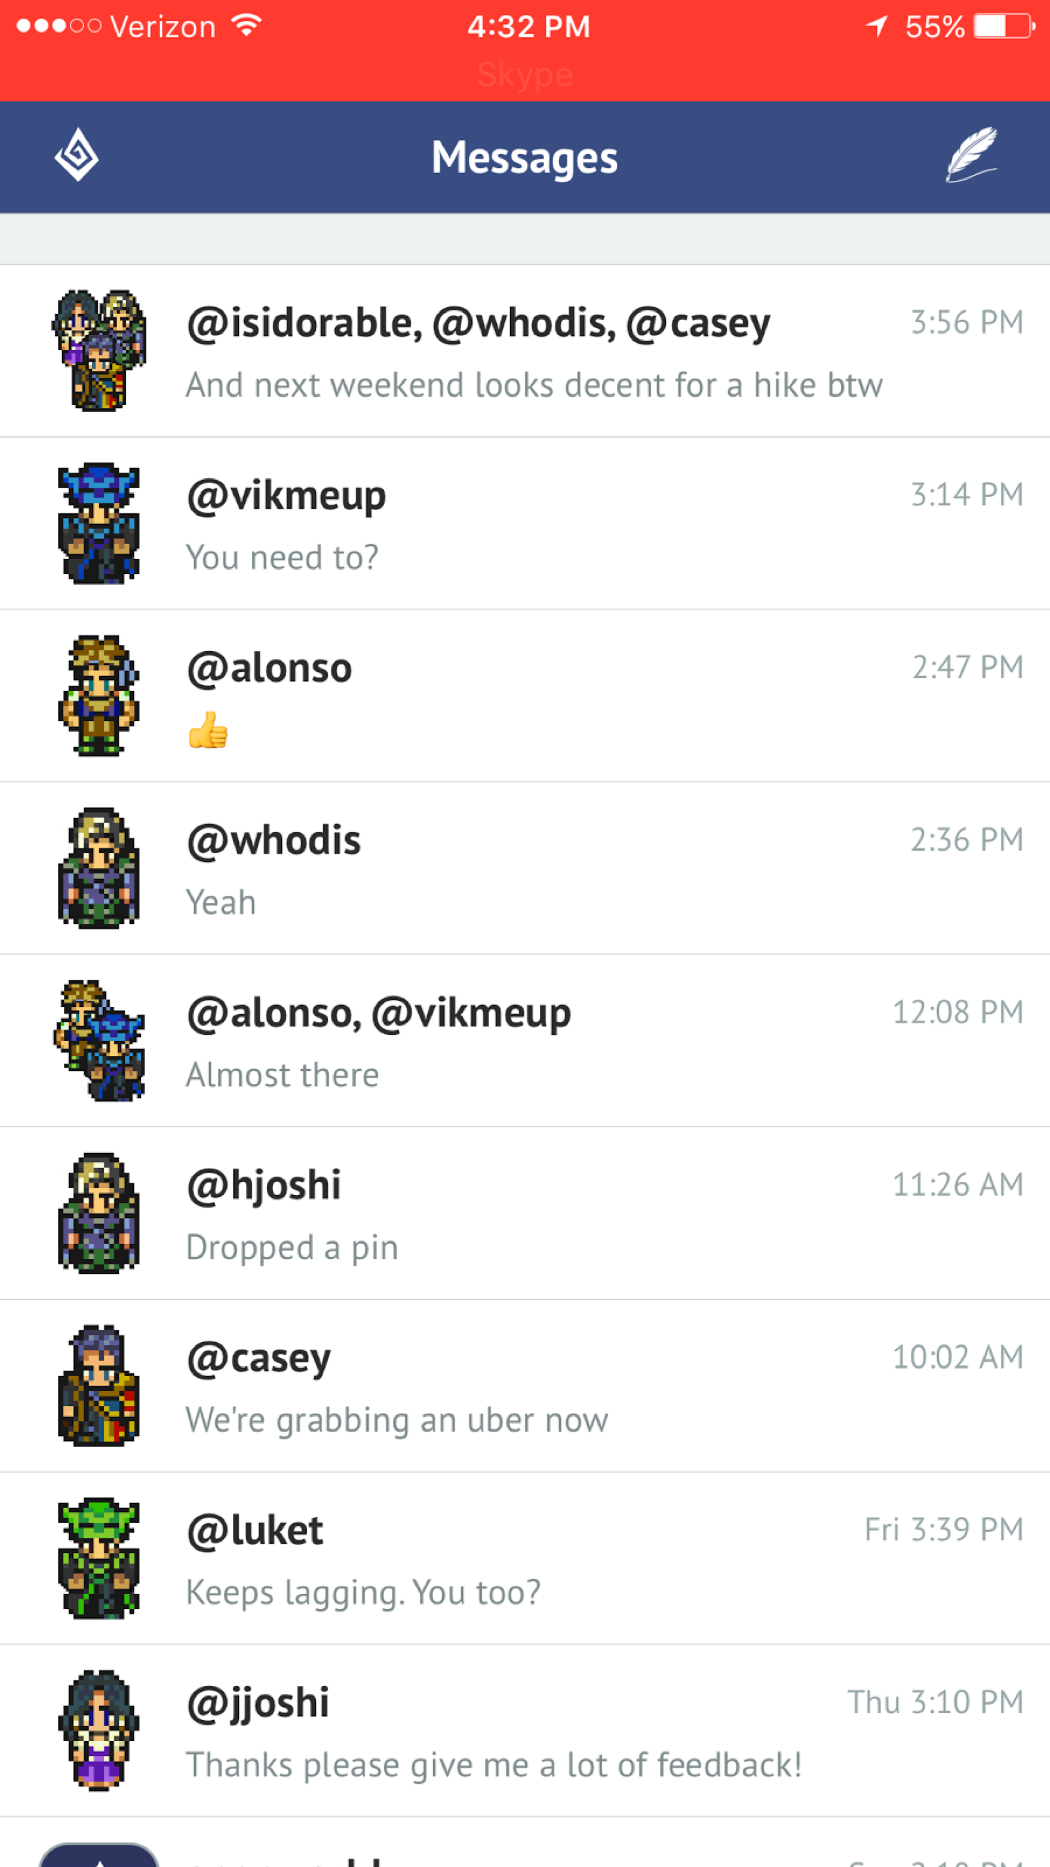 Verizon 4:32 PM 55%
Skype
Messages
@isidorable, @whodis, @casey 3:56 PM
And next weekend looks decent for a hike btw
@vikmeup 3:14 PM
You need to?
@alonso 2:47 PM
👍
@whodis 2:36 PM
Yeah
@alonso, @vikmeup 12:08 PM
Almost there
@hjoshi 11:26 AM
Dropped a pin
@casey 10:02 AM
We're grabbing an uber now
@luket Fri 3:39 PM
Keeps lagging. You too?
@jjoshi Thu 3:10 PM
Thanks please give me a lot of feedback!